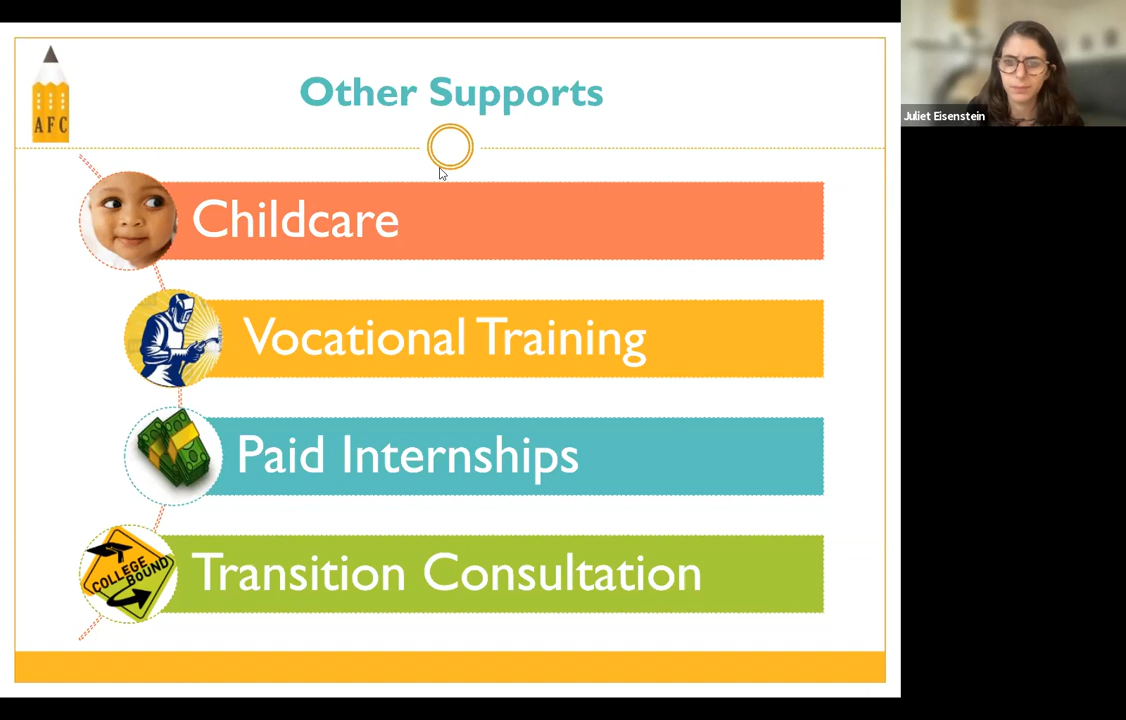 Other Supports
Juliet Eisenstein
AFC
Childcare
Vocational Training
Paid Internships
COLLEGE
BOUND
Transition Consultation